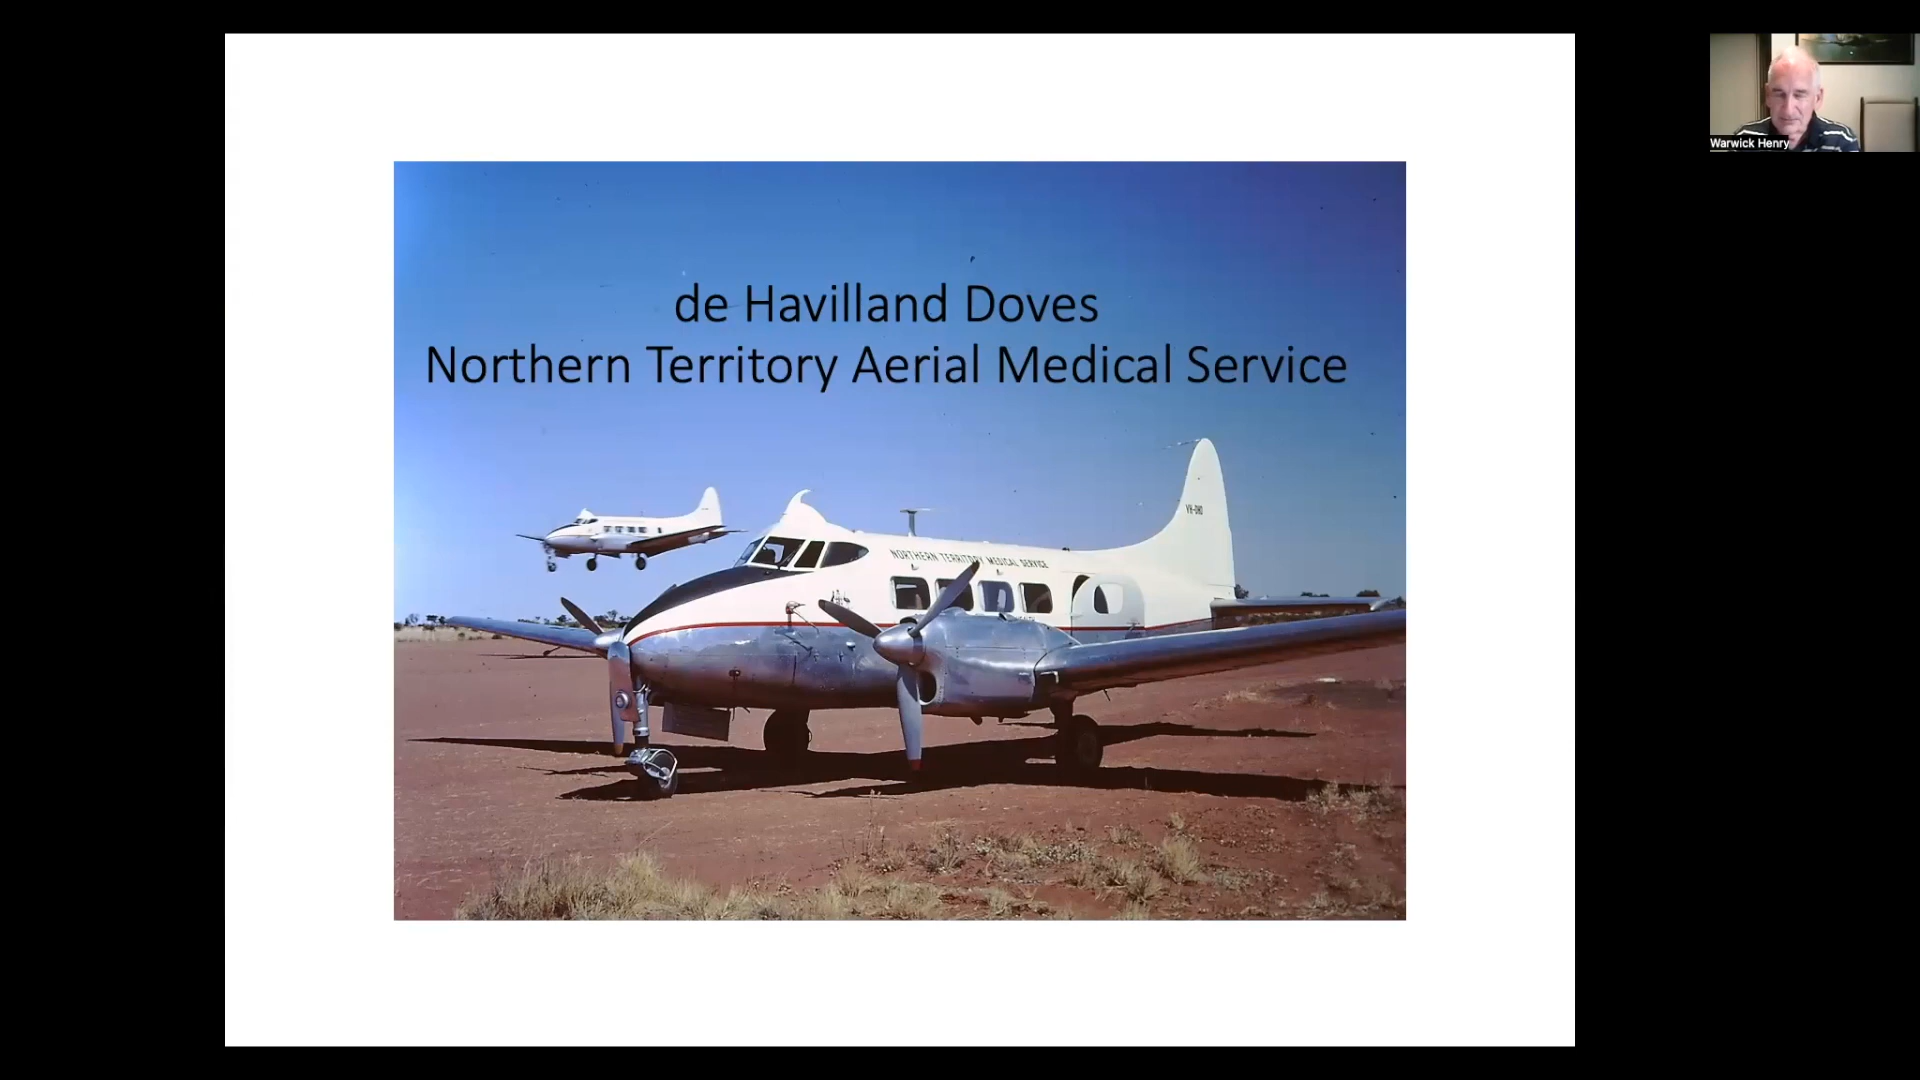 de Havilland Doves
Northern Territory Aerial Medical Service
NORTHERN TERRITORY MEDICAL SERVICE
Warwick Henry